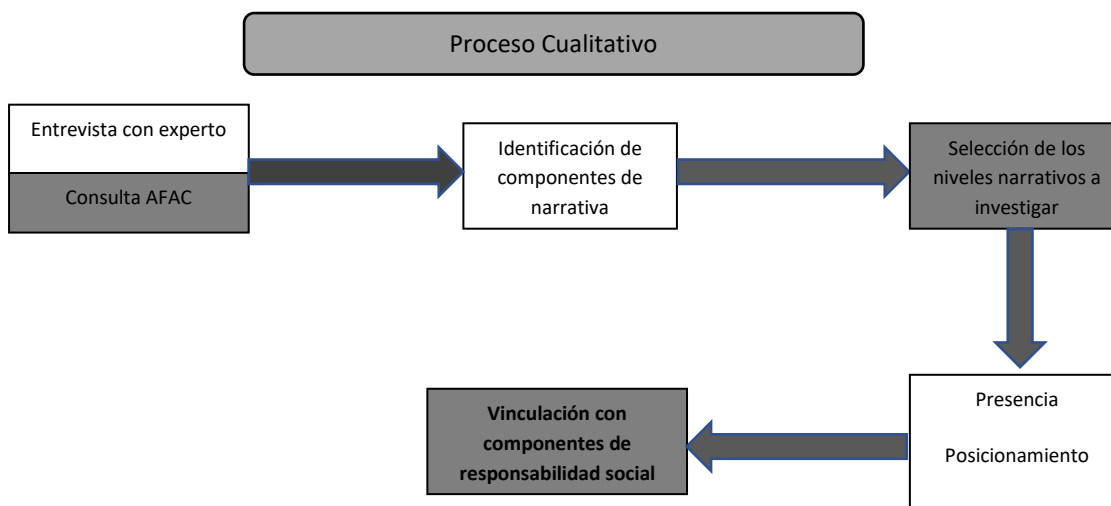 Proceso Cualitativo
Entrevista con experto
Consulta AFAC
Identificación de
componentes de
narrativa
Selección de los
niveles narrativos a
investigar
Presencia
Posicionamiento
Vinculación con
componentes de
responsabilidad social